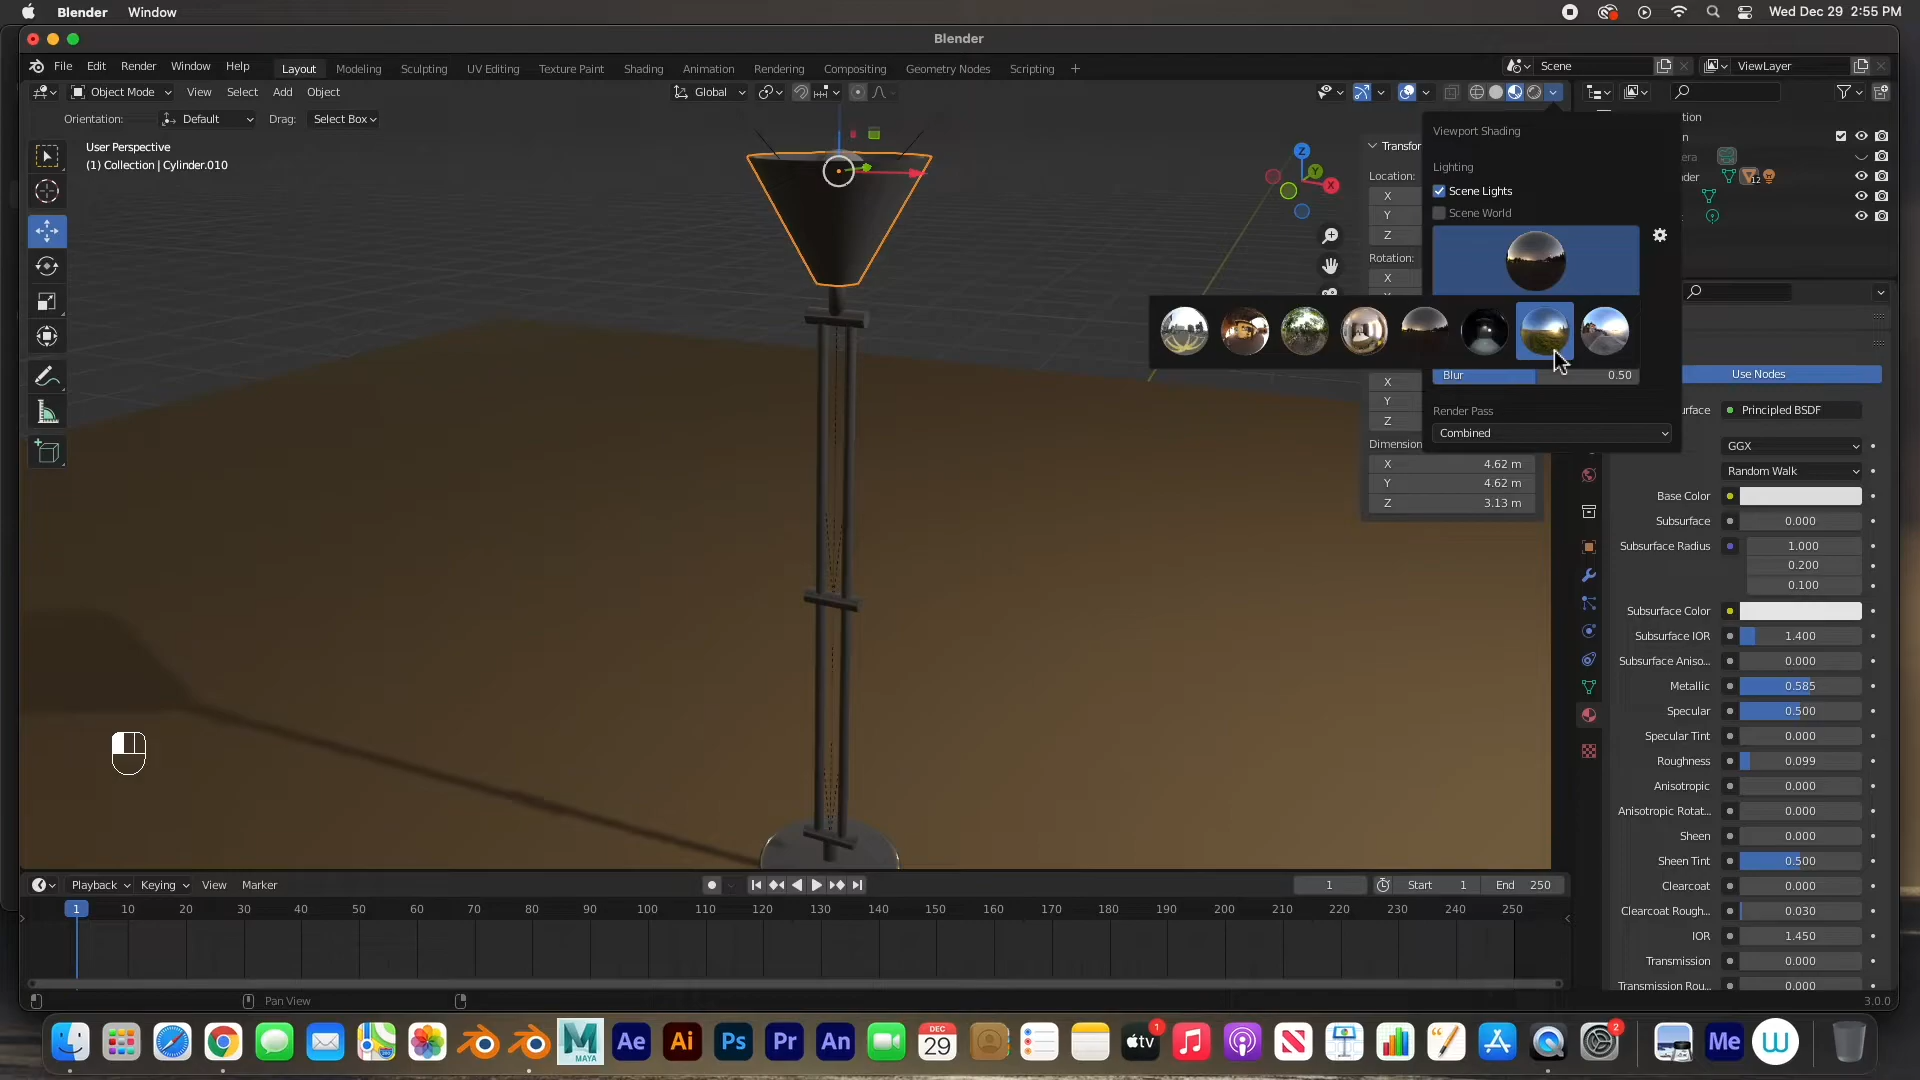 Blender Window Wed Dec 29 2:55 PM
Blender
File Edit Render Window Help Layout Modeling Sculpting UV Editing Texture Paint Shading Animation Rendering Compositing Geometry Nodes Scripting + Scene ViewLayer
Object Mode View Select Add Object Global
Orientation: Default Drag: Select Box
User Perspective
(1) Collection | Cylinder.010
Z
Y
X
Transfor
Location:
X
Y
Z
Rotation:
X
X
Y
Z
Dimension
X 4.62 m
Y 4.62 m
Z 3.13 m
Viewport Shading
Lighting
Scene Lights
Scene World
Blur 0.50
Render Pass
Combined
tion
n
era
der 12
Use Nodes
urface Principled BSDF
GGX
Random Walk
Base Color
Subsurface 0.000
Subsurface Radius 1.000
0.200
0.100
Subsurface Color
Subsurface IOR 1.400
Subsurface Aniso... 0.000
Metallic 0.585
Specular 0.500
Specular Tint 0.000
Roughness 0.099
Anisotropic 0.000
Anisotropic Rotat... 0.000
Sheen 0.000
Sheen Tint 0.500
Clearcoat 0.000
Clearcoat Rough... 0.030
IOR 1.450
Transmission 0.000
Transmission Rou... 0.000
Playback Keying View Marker 1 Start 1 End 250
1 10 20 30 40 50 60 70 80 90 100 110 120 130 140 150 160 170 180 190 200 210 220 230 240 250
Pan View 3.0.0
MAYA Ae Ai Ps Pr An DEC 29 tv 1 2 Me W